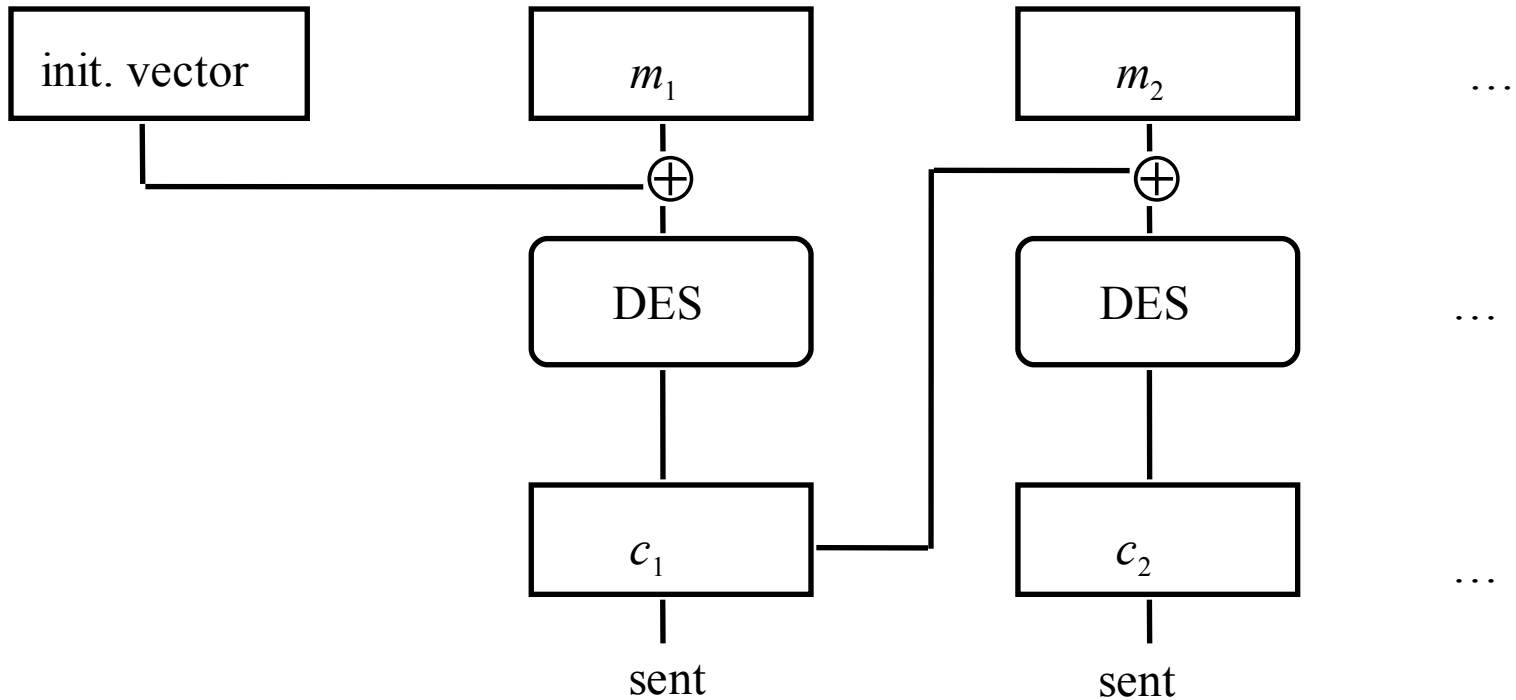 init. vector
m₁
m₂
…
⊕
⊕
DES
DES
…
c₁
c₂
…
sent
sent